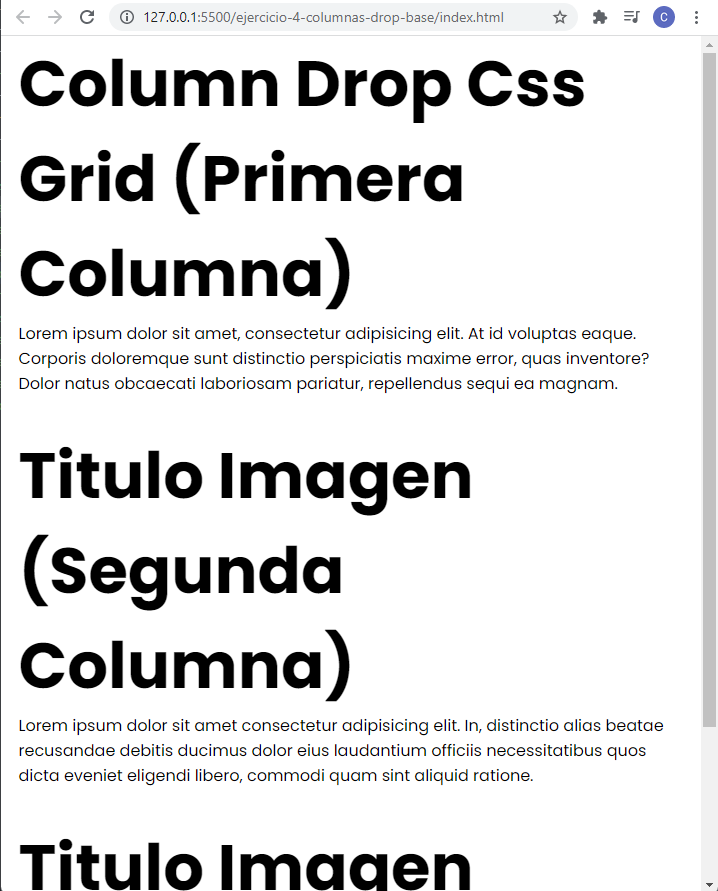 127.0.0.1:5500/ejercicio-4-columnas-drop-base/index.html
C
Column Drop Css
Grid (Primera
Columna)
Lorem ipsum dolor sit amet, consectetur adipisicing elit. At id voluptas eaque.
Corporis doloremque sunt distinctio perspiciatis maxime error, quas inventore?
Dolor natus obcaecati laboriosam pariatur, repellendus sequi ea magnam.
Titulo Imagen
(Segunda
Columna)
Lorem ipsum dolor sit amet consectetur adipisicing elit. In, distinctio alias beatae
recusandae debitis ducimus dolor eius laudantium officiis necessitatibus quos
dicta eveniet eligendi libero, commodi quam sint aliquid ratione.
Titulo Imagen